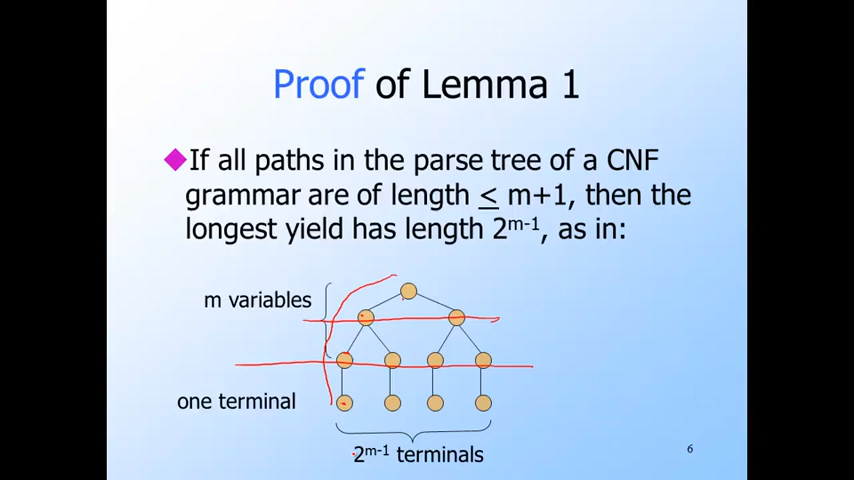 Proof of Lemma 1
If all paths in the parse tree of a CNF
grammar are of length < m+1, then the
longest yield has length 2^m-1, as in:
m variables
one terminal
2^m-1 terminals
6